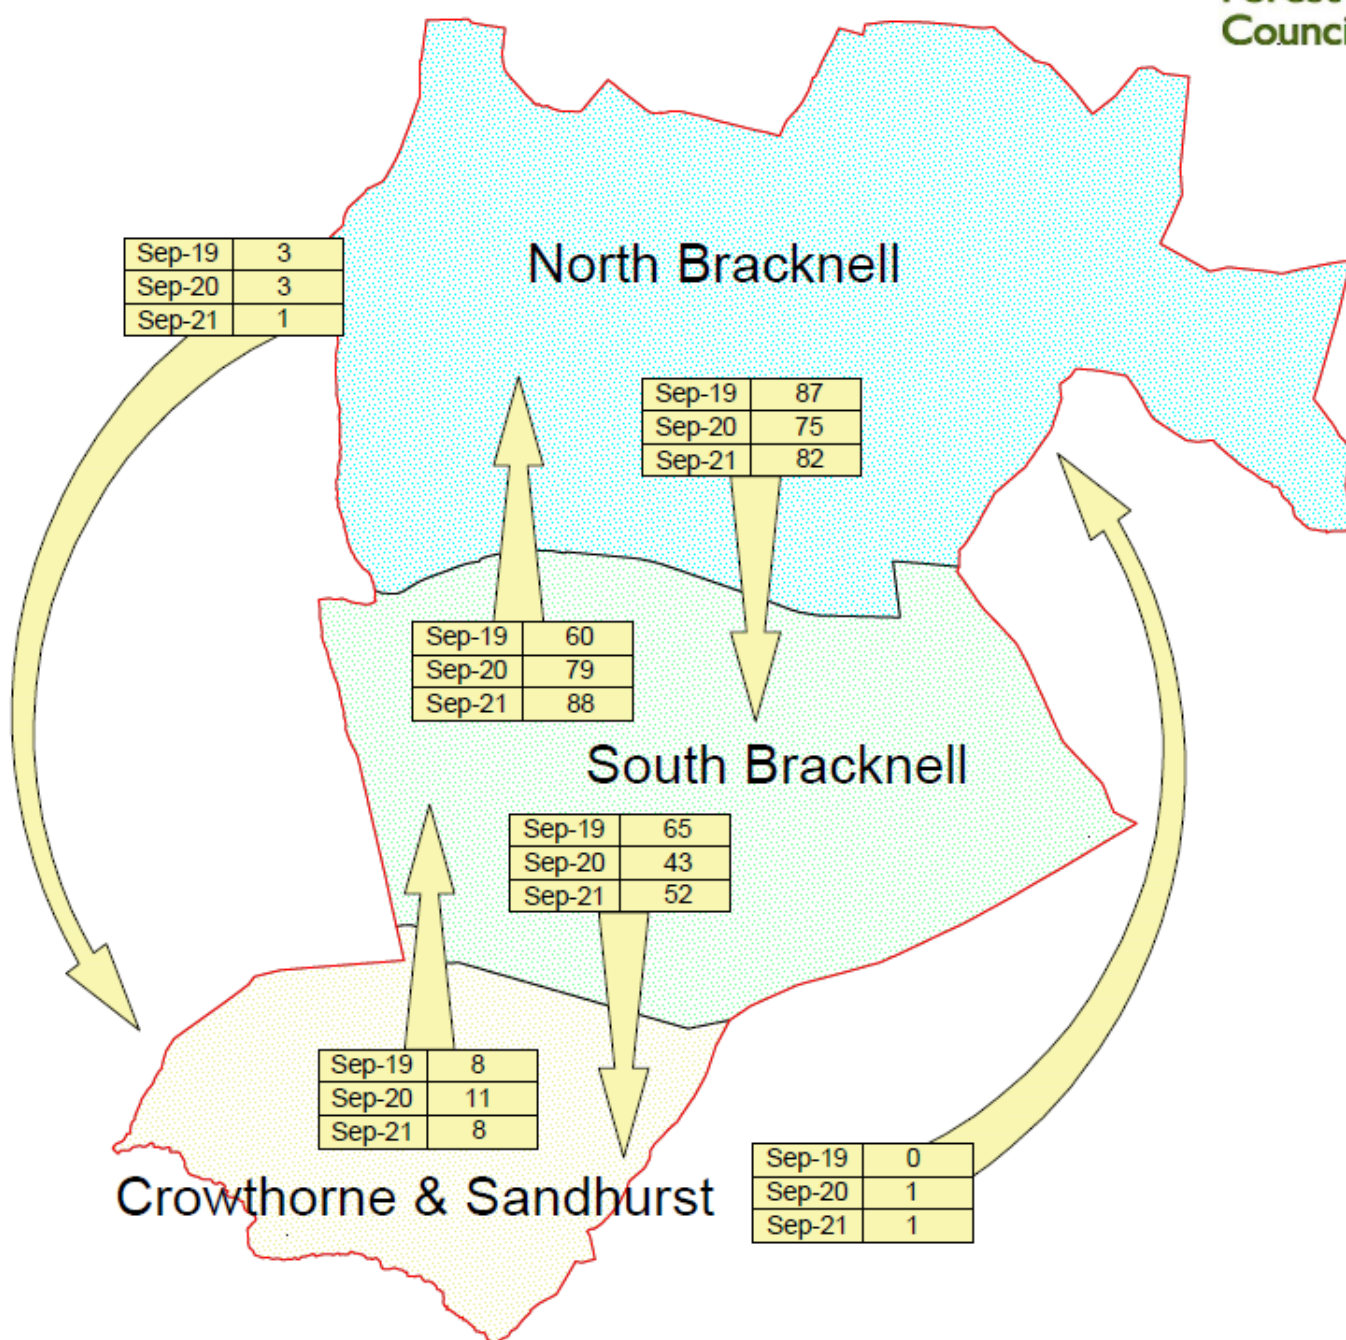 Council
North Bracknell
Sep-19 3
Sep-20 3
Sep-21 1
Sep-19 87
Sep-20 75
Sep-21 82
Sep-19 60
Sep-20 79
Sep-21 88
South Bracknell
Sep-19 65
Sep-20 43
Sep-21 52
Sep-19 8
Sep-20 11
Sep-21 8
Crowthorne & Sandhurst
Sep-19 0
Sep-20 1
Sep-21 1